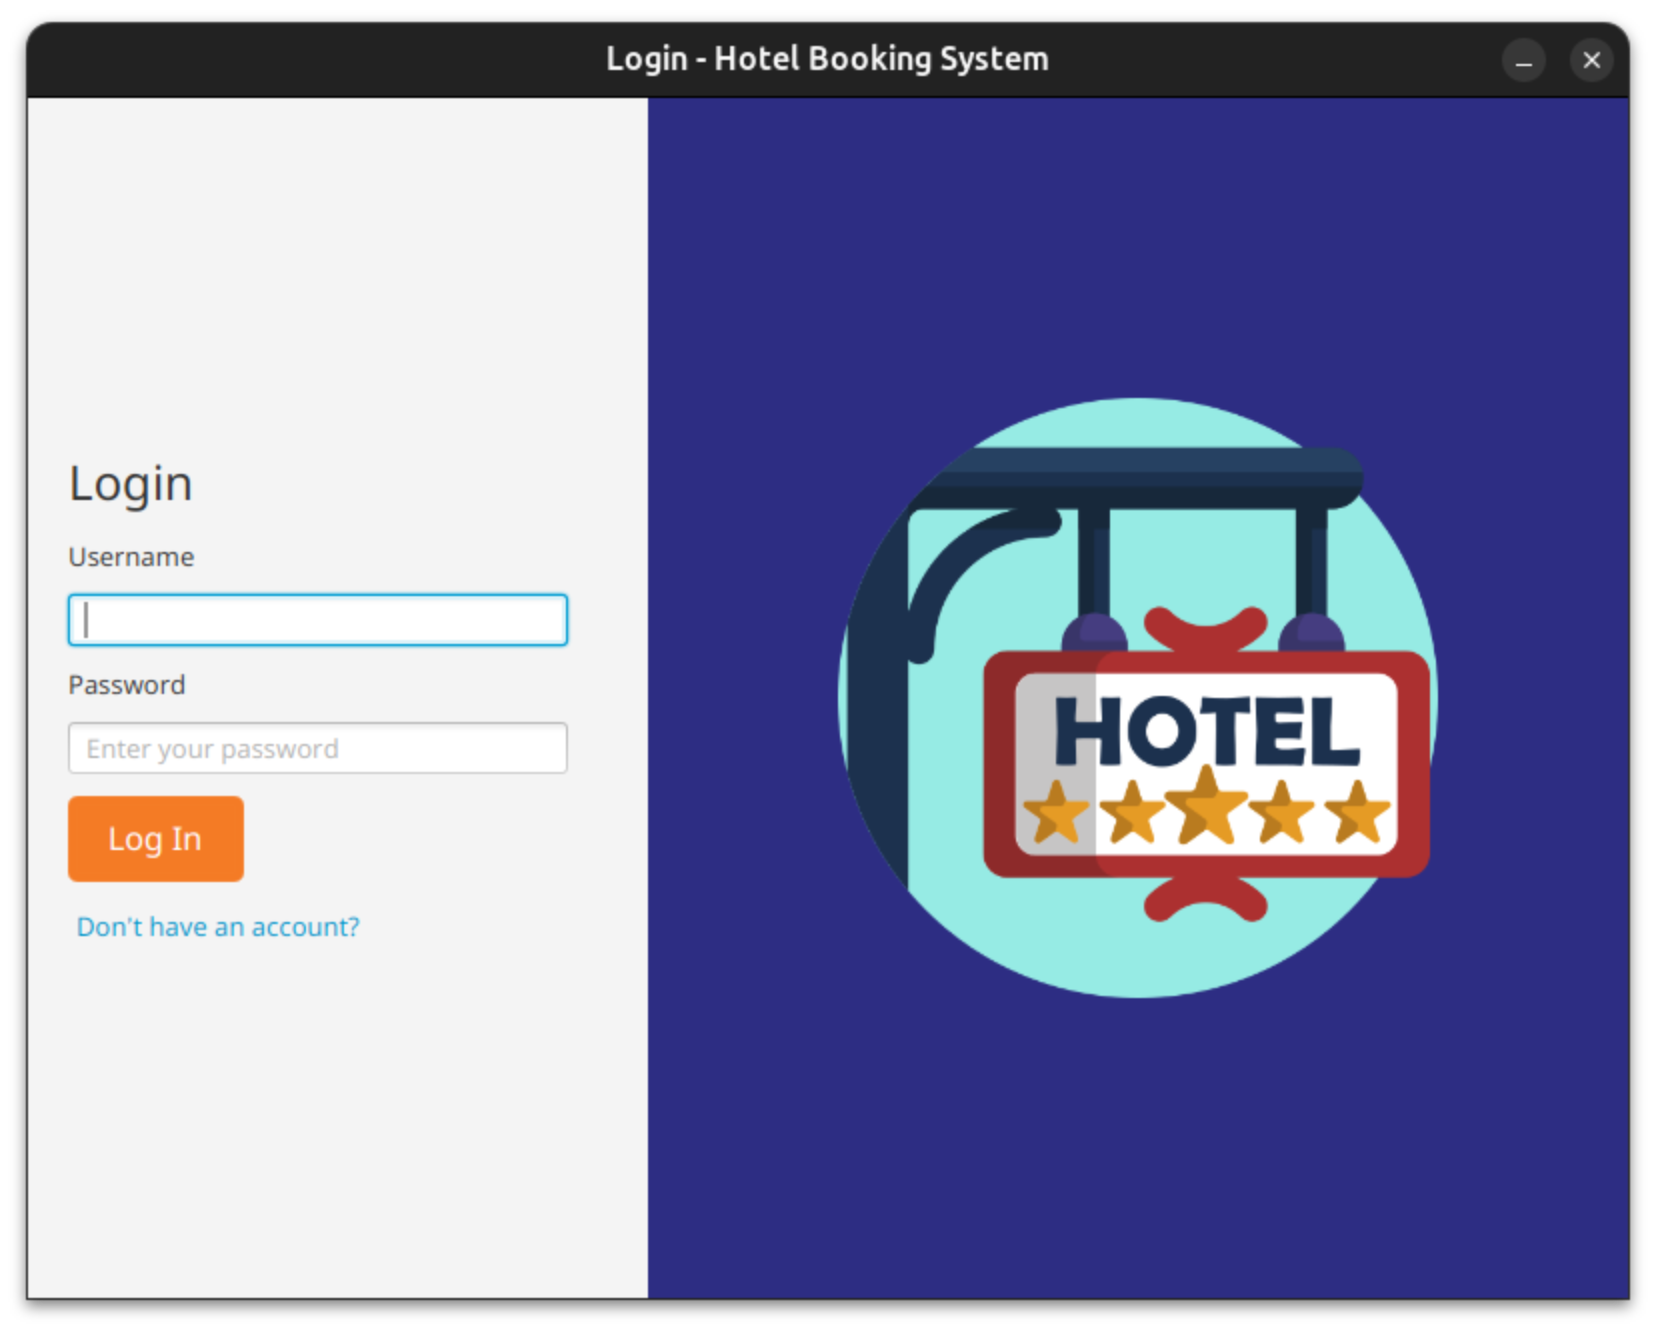 Login - Hotel Booking System
Login
Username
Password
Enter your password
Log In
Don't have an account?
HOTEL